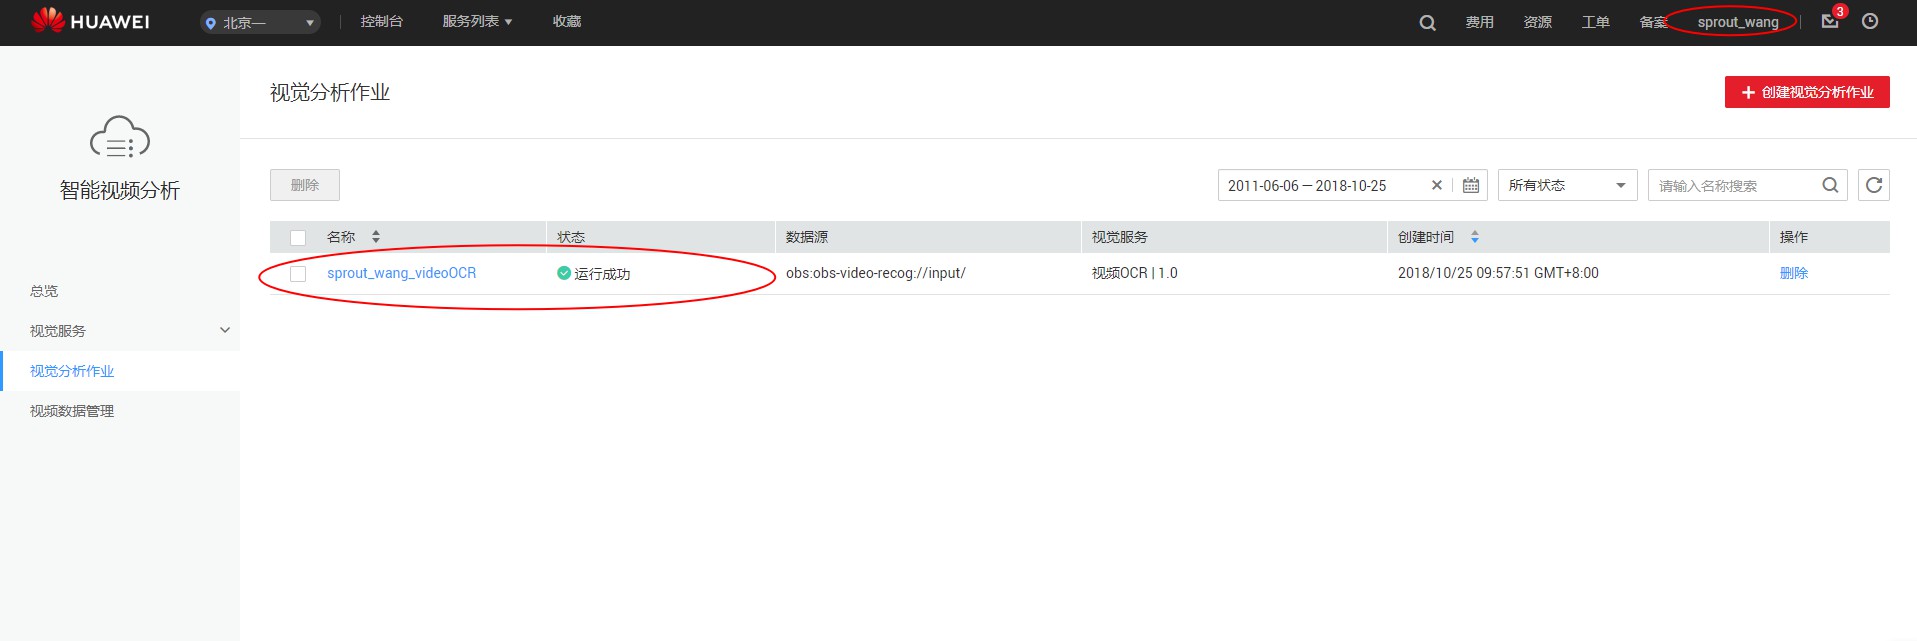 HUAWEI 北京一 控制台 服务列表 收藏 费用 资源 工单 备案 sprout_wang 3
智能视频分析
总览
视觉服务
视觉分析作业
视频数据管理
视觉分析作业 + 创建视觉分析作业
删除 2011-06-06 – 2018-10-25 所有状态 请输入名称搜索
名称 状态 数据源 视觉服务 创建时间 操作
sprout_wang_videoOCR 运行成功 obs:obs-video-recog://input/ 视频OCR | 1.0 2018/10/25 09:57:51 GMT+8:00 删除